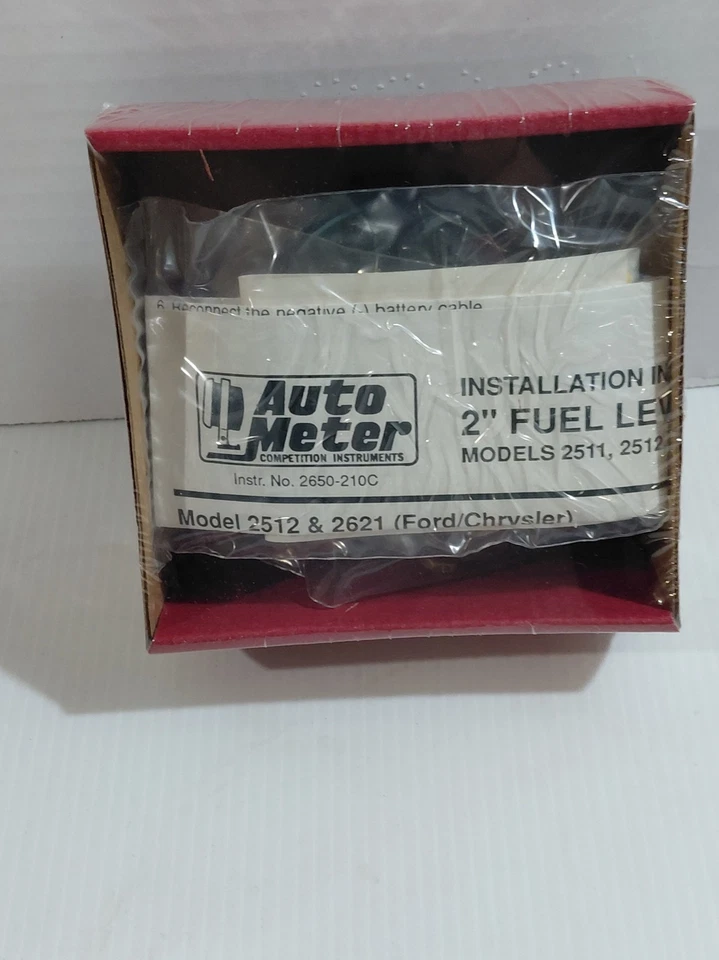 6. Reconnect the negative (-) battery cable
Auto
Meter
COMPETITION INSTRUMENTS
Instr. No. 2650-210C
INSTALLATION IN
2" FUEL LEV
MODELS 2511, 2512
Model 2512 & 2621 (Ford/Chrysler)